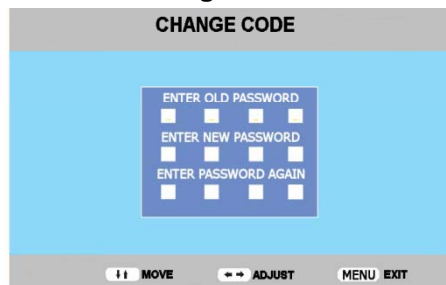 CHANGE CODE
ENTER OLD PASSWORD
ENTER NEW PASSWORD
ENTER PASSWORD AGAIN
MOVE ADJUST MENU EXIT